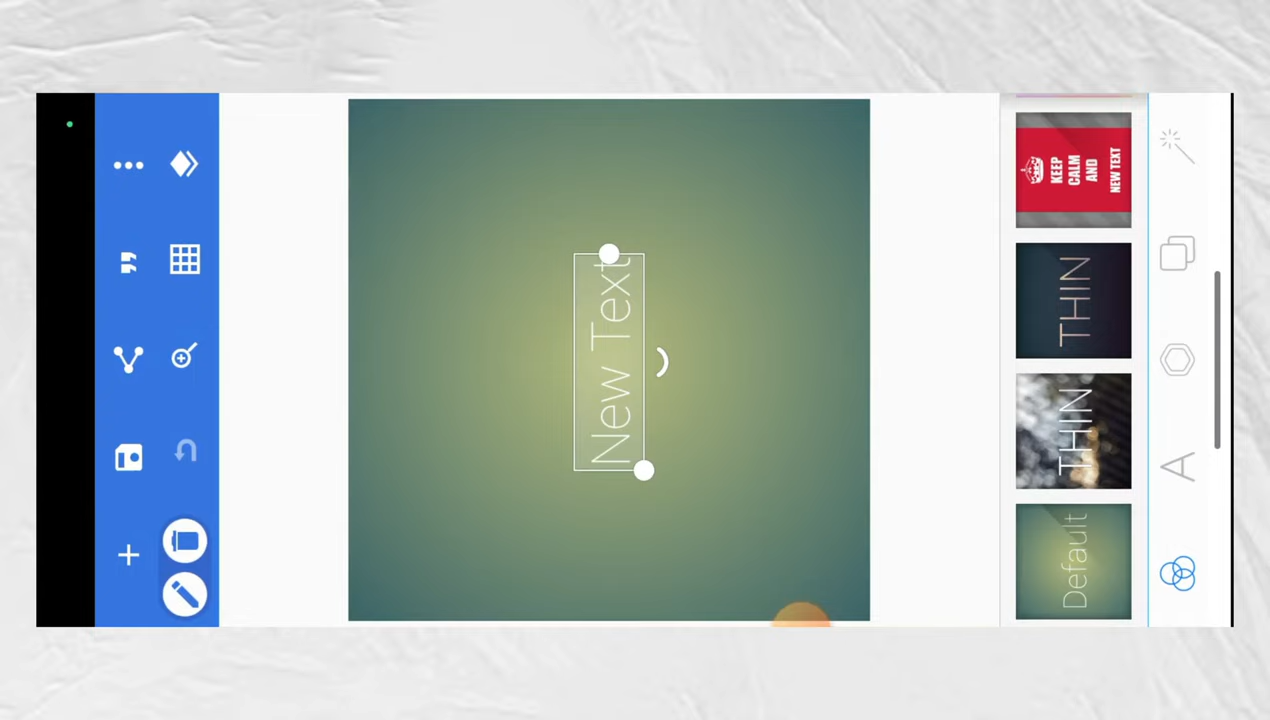 New Text
Default
THIN
THIN
KEEP
CALM
AND
NEW TEXT